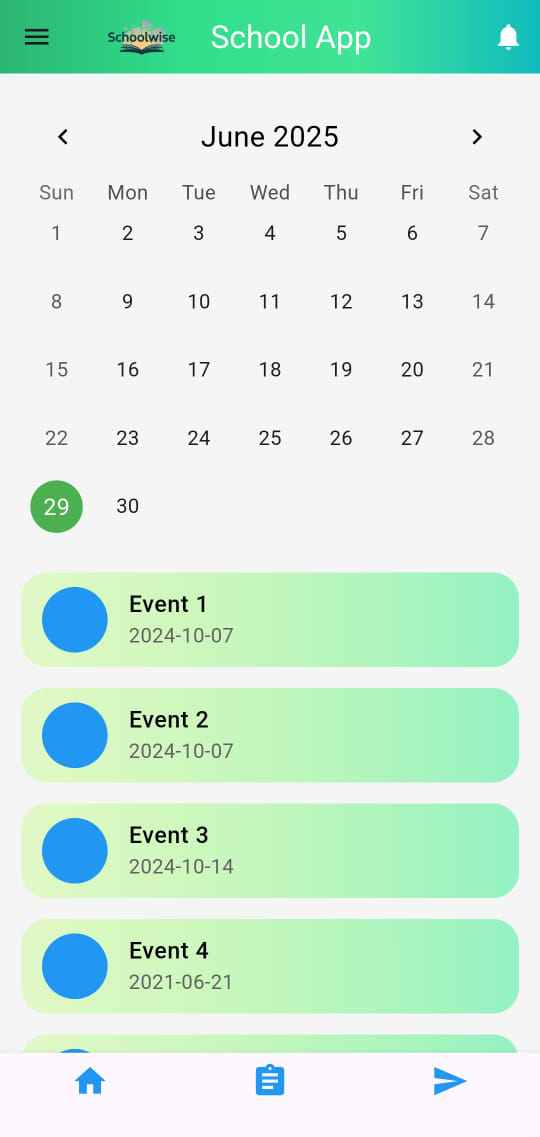 Schoolwise School App
June 2025
Sun Mon Tue Wed Thu Fri Sat
1 2 3 4 5 6 7
8 9 10 11 12 13 14
15 16 17 18 19 20 21
22 23 24 25 26 27 28
29 30
Event 1
2024-10-07
Event 2
2024-10-07
Event 3
2024-10-14
Event 4
2021-06-21